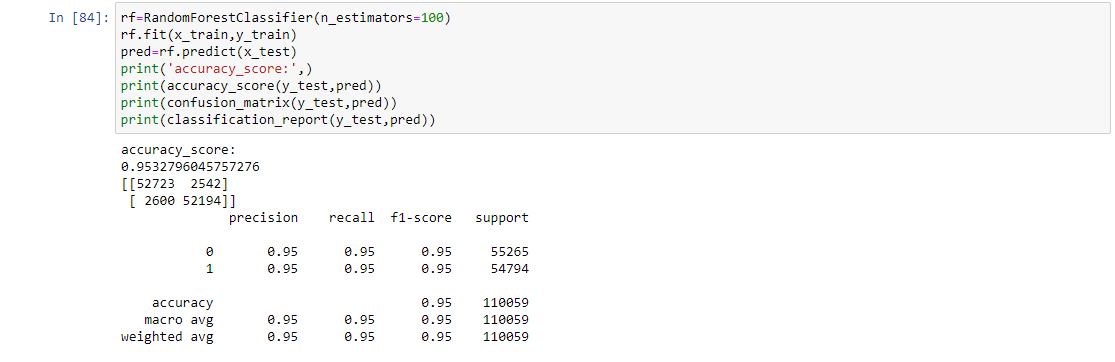 In [84]: rf=RandomForestClassifier(n_estimators=100)
rf.fit(x_train,y_train)
pred=rf.predict(x_test)
print('accuracy_score:',)
print(accuracy_score(y_test,pred))
print(confusion_matrix(y_test,pred))
print(classification_report(y_test,pred))
accuracy_score:
0.9532796045757276
[[52723  2542]
 [ 2600 52194]]
              precision    recall  f1-score   support
           0       0.95      0.95      0.95     55265
           1       0.95      0.95      0.95     54794
    accuracy                           0.95    110059
   macro avg       0.95      0.95      0.95    110059
weighted avg       0.95      0.95      0.95    110059